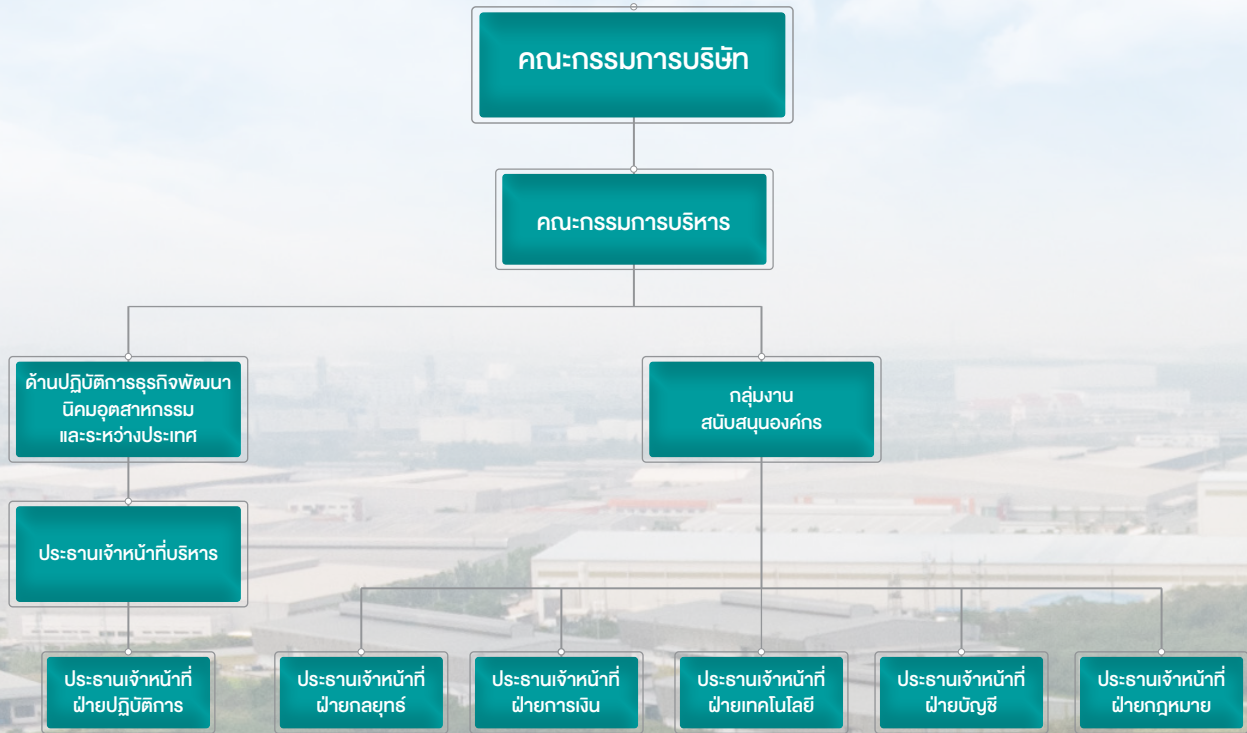 คณะกรรมการบริษัท
คณะกรรมการบริหาร
ด้านปฏิบัติการธุรกิจพัฒนา
นิคมอุตสาหกรรม
และระหว่างประเทศ
กลุ่มงาน
สนับสนุนองค์กร
ประธานเจ้าหน้าที่บริหาร
ประธานเจ้าหน้าที่
ฝ่ายปฏิบัติการ
ประธานเจ้าหน้าที่
ฝ่ายกลยุทธ์
ประธานเจ้าหน้าที่
ฝ่ายการเงิน
ประธานเจ้าหน้าที่
ฝ่ายเทคโนโลยี
ประธานเจ้าหน้าที่
ฝ่ายบัญชี
ประธานเจ้าหน้าที่
ฝ่ายกฎหมาย